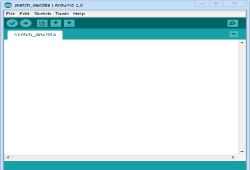 sketch_dec08a | Arduino 1.0
File Edit Sketch Tools Help
sketch_dec08a